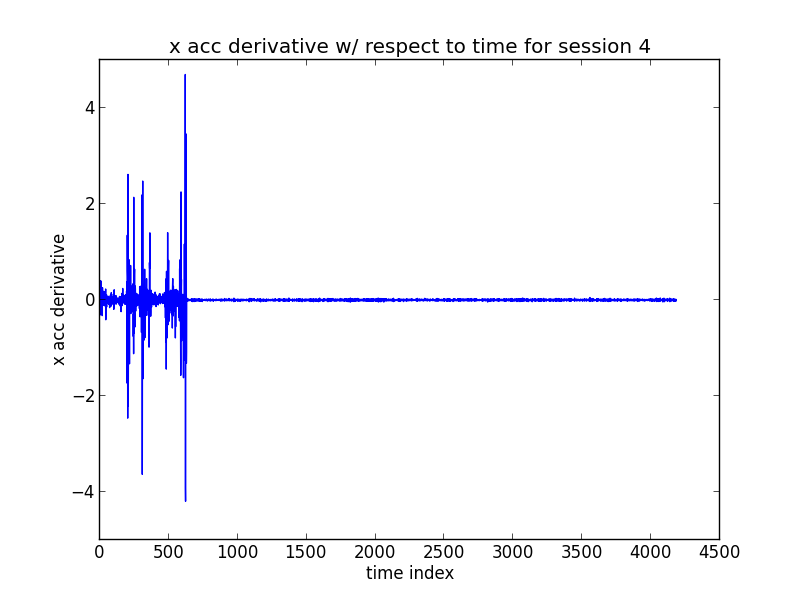 x acc derivative w/ respect to time for session 4
4
2
0
−2
−4
x acc derivative
0 500 1000 1500 2000 2500 3000 3500 4000 4500
time index